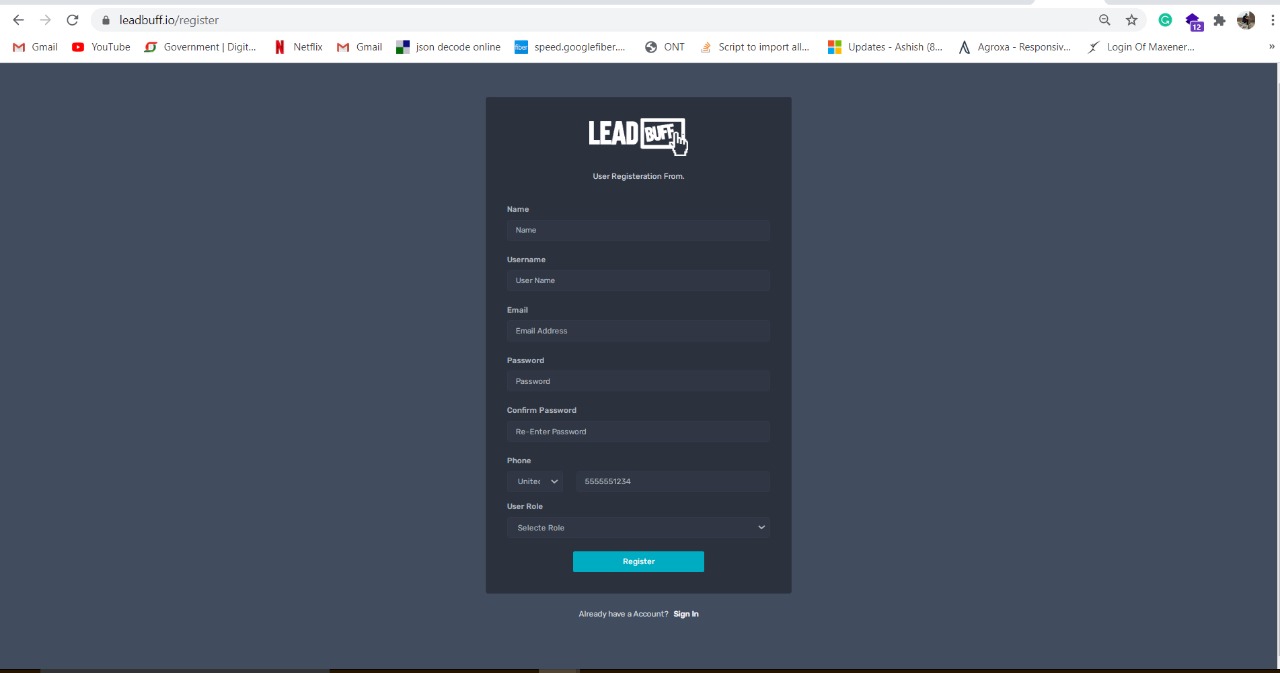 leadbuff.io/register
12
Gmail YouTube Government | Digit... Netflix Gmail json decode online fiber speed.googlefiber.... ONT Script to import all... Updates - Ashish (8... Agroxa - Responsiv... Login Of Maxener... »
LEAD BUFF
User Registeration From.
Name
Name
Username
User Name
Email
Email Address
Password
Password
Confirm Password
Re-Enter Password
Phone
Unitec 5555551234
User Role
Selecte Role
Register
Already have a Account? Sign In